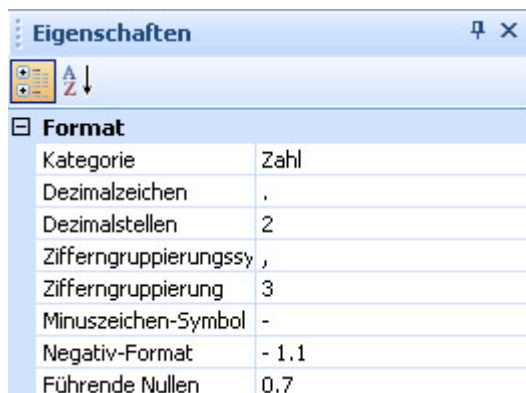 Eigenschaften
Format
Kategorie Zahl
Dezimalzeichen .
Dezimalstellen 2
Zifferngruppierungssy ,
Zifferngruppierung 3
Minuszeichen-Symbol -
Negativ-Format - 1.1
Führende Nullen 0.7